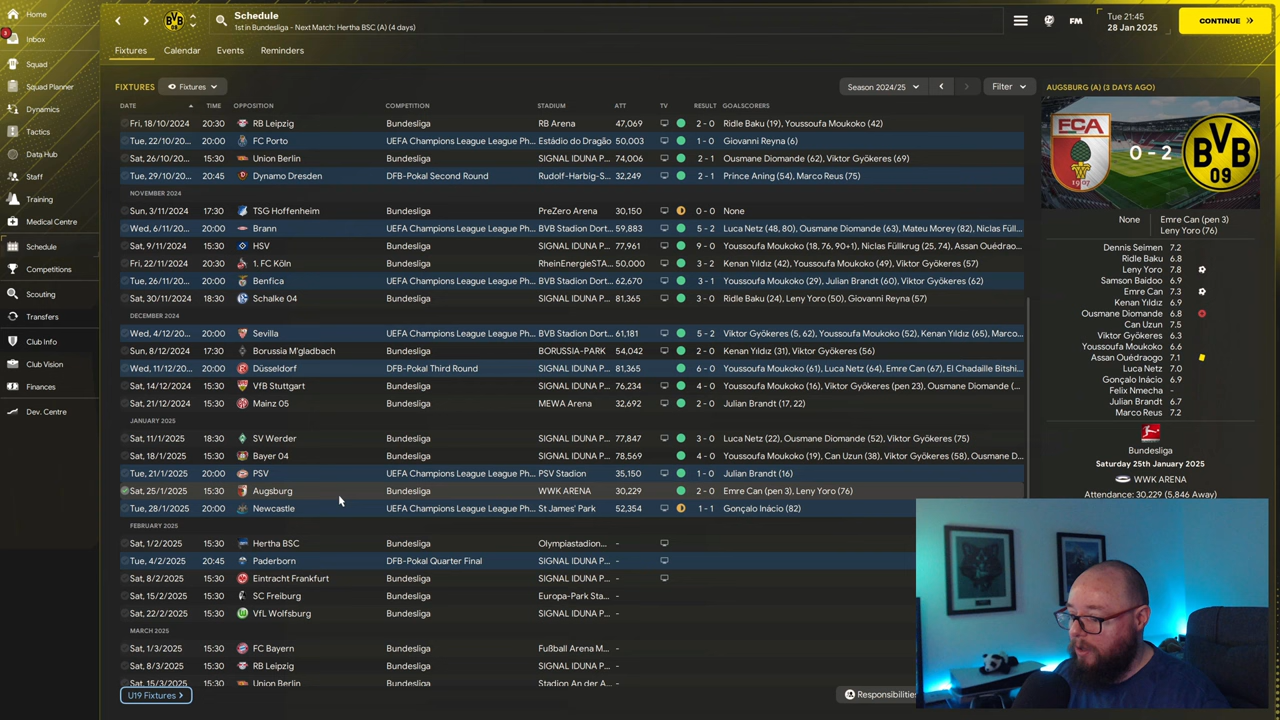 Home
Schedule
1st in Bundesliga - Next Match: Hertha BSC (A) (4 days)
FM
Tue 21:45
28 Jan 2025
CONTINUE
3
Inbox
Squad
Squad Planner
Dynamics
Tactics
Data Hub
Staff
Training
Medical Centre
Schedule
Competitions
Scouting
Transfers
Club Info
Club Vision
Finances
Dev. Centre
Fixtures Calendar Events Reminders
FIXTURES Fixtures Season 2024/25 Filter
DATE TIME OPPOSITION COMPETITION STADIUM ATT TV RESULT GOALSCORERS
Fri, 18/10/2024 20:30 RB Leipzig Bundesliga RB Arena 47,069 2 - 0 Ridle Baku (19), Youssoufa Moukoko (42)
Tue, 22/10/20... 20:00 FC Porto UEFA Champions League League Ph... Estádio do Dragão 50,003 1 - 0 Giovanni Reyna (6)
Sat, 26/10/20... 15:30 Union Berlin Bundesliga SIGNAL IDUNA P... 74,006 2 - 1 Ousmane Diomande (62), Viktor Gyökeres (69)
Tue, 29/10/20... 20:45 Dynamo Dresden DFB-Pokal Second Round Rudolf-Harbig-S... 32,249 2 - 1 Prince Aning (54), Marco Reus (75)
NOVEMBER 2024
Sun, 3/11/2024 17:30 TSG Hoffenheim Bundesliga PreZero Arena 30,150 0 - 0 None
Wed, 6/11/2024 20:00 Brann UEFA Champions League League Ph... BVB Stadion Dort... 59,883 5 - 2 Luca Netz (48, 80), Ousmane Diomande (63), Mateu Morey (82), Niclas Füll...
Sat, 9/11/2024 15:30 HSV Bundesliga SIGNAL IDUNA P... 77,961 9 - 0 Youssoufa Moukoko (18, 76, 90+1), Niclas Füllkrug (25, 74), Assan Ouédrao...
Fri, 22/11/2024 20:30 1. FC Köln Bundesliga RheinEnergieSTA... 50,000 3 - 2 Kenan Yıldız (42), Youssoufa Moukoko (49), Viktor Gyökeres (57)
Tue, 26/11/20... 20:00 Benfica UEFA Champions League League Ph... BVB Stadion Dort... 62,670 3 - 1 Youssoufa Moukoko (29), Julian Brandt (60), Viktor Gyökeres (62)
Sat, 30/11/2024 18:30 Schalke 04 Bundesliga SIGNAL IDUNA P... 81,365 3 - 0 Ridle Baku (24), Leny Yoro (50), Giovanni Reyna (57)
DECEMBER 2024
Wed, 4/12/20... 20:00 Sevilla UEFA Champions League League Ph... BVB Stadion Dort... 61,181 5 - 2 Viktor Gyökeres (5, 62), Youssoufa Moukoko (52), Kenan Yıldız (65), Marco...
Sun, 8/12/2024 17:30 Borussia M'gladbach Bundesliga BORUSSIA-PARK 54,042 2 - 0 Kenan Yıldız (31), Viktor Gyökeres (56)
Wed, 11/12/20... 20:00 Düsseldorf DFB-Pokal Third Round SIGNAL IDUNA P... 81,365 6 - 0 Youssoufa Moukoko (61), Luca Netz (64), Emre Can (67), El Chadaille Bitshi...
Sat, 14/12/2024 15:30 VfB Stuttgart Bundesliga SIGNAL IDUNA P... 76,234 4 - 0 Youssoufa Moukoko (16), Viktor Gyökeres (pen 23), Ousmane Diomande (...
Sat, 21/12/2024 15:30 Mainz 05 Bundesliga MEWA Arena 32,692 2 - 0 Julian Brandt (17, 22)
JANUARY 2025
Sat, 11/1/2025 18:30 SV Werder Bundesliga SIGNAL IDUNA P... 77,847 3 - 0 Luca Netz (22), Ousmane Diomande (52), Viktor Gyökeres (75)
Sat, 18/1/2025 15:30 Bayer 04 Bundesliga SIGNAL IDUNA P... 78,569 4 - 0 Youssoufa Moukoko (19), Can Uzun (38), Viktor Gyökeres (58), Ousmane D...
Tue, 21/1/2025 20:00 PSV UEFA Champions League League Ph... PSV Stadion 35,150 1 - 0 Julian Brandt (16)
Sat, 25/1/2025 15:30 Augsburg Bundesliga WWK ARENA 30,229 2 - 0 Emre Can (pen 3), Leny Yoro (76)
Tue, 28/1/2025 20:00 Newcastle UEFA Champions League League Ph... St James' Park 52,354 1 - 1 Gonçalo Inácio (82)
FEBRUARY 2025
Sat, 1/2/2025 15:30 Hertha BSC Bundesliga Olympiastadion... -
Tue, 4/2/2025 20:45 Paderborn DFB-Pokal Quarter Final SIGNAL IDUNA P... -
Sat, 8/2/2025 15:30 Eintracht Frankfurt Bundesliga SIGNAL IDUNA P... -
Sat, 15/2/2025 15:30 SC Freiburg Bundesliga Europa-Park Sta... -
Sat, 22/2/2025 15:30 VfL Wolfsburg Bundesliga SIGNAL IDUNA P... -
MARCH 2025
Sat, 1/3/2025 15:30 FC Bayern Bundesliga Fußball Arena M... -
Sat, 8/3/2025 15:30 RB Leipzig Bundesliga SIGNAL IDUNA P... -
Sat, 15/3/2025 15:30 Union Berlin Bundesliga Stadion An der A... -
U19 Fixtures
Responsibilities
AUGSBURG (A) (3 DAYS AGO)
FCA
1907
0 - 2
BVB
09
None Emre Can (pen 3)
Leny Yoro (76)
Dennis Seimen 7.2
Ridle Baku 6.8
Leny Yoro 7.8
Samson Baidoo 6.9
Emre Can 7.3
Kenan Yıldız 6.9
Ousmane Diomande 6.8
Can Uzun 7.5
Viktor Gyökeres 6.3
Youssoufa Moukoko 6.6
Assan Ouédraogo 7.1
Luca Netz 7.0
Gonçalo Inácio 6.9
Felix Nmecha -
Julian Brandt 6.7
Marco Reus 7.2
Bundesliga
Saturday 25th January 2025
WWK ARENA
Attendance: 30,229 (5,846 Away)